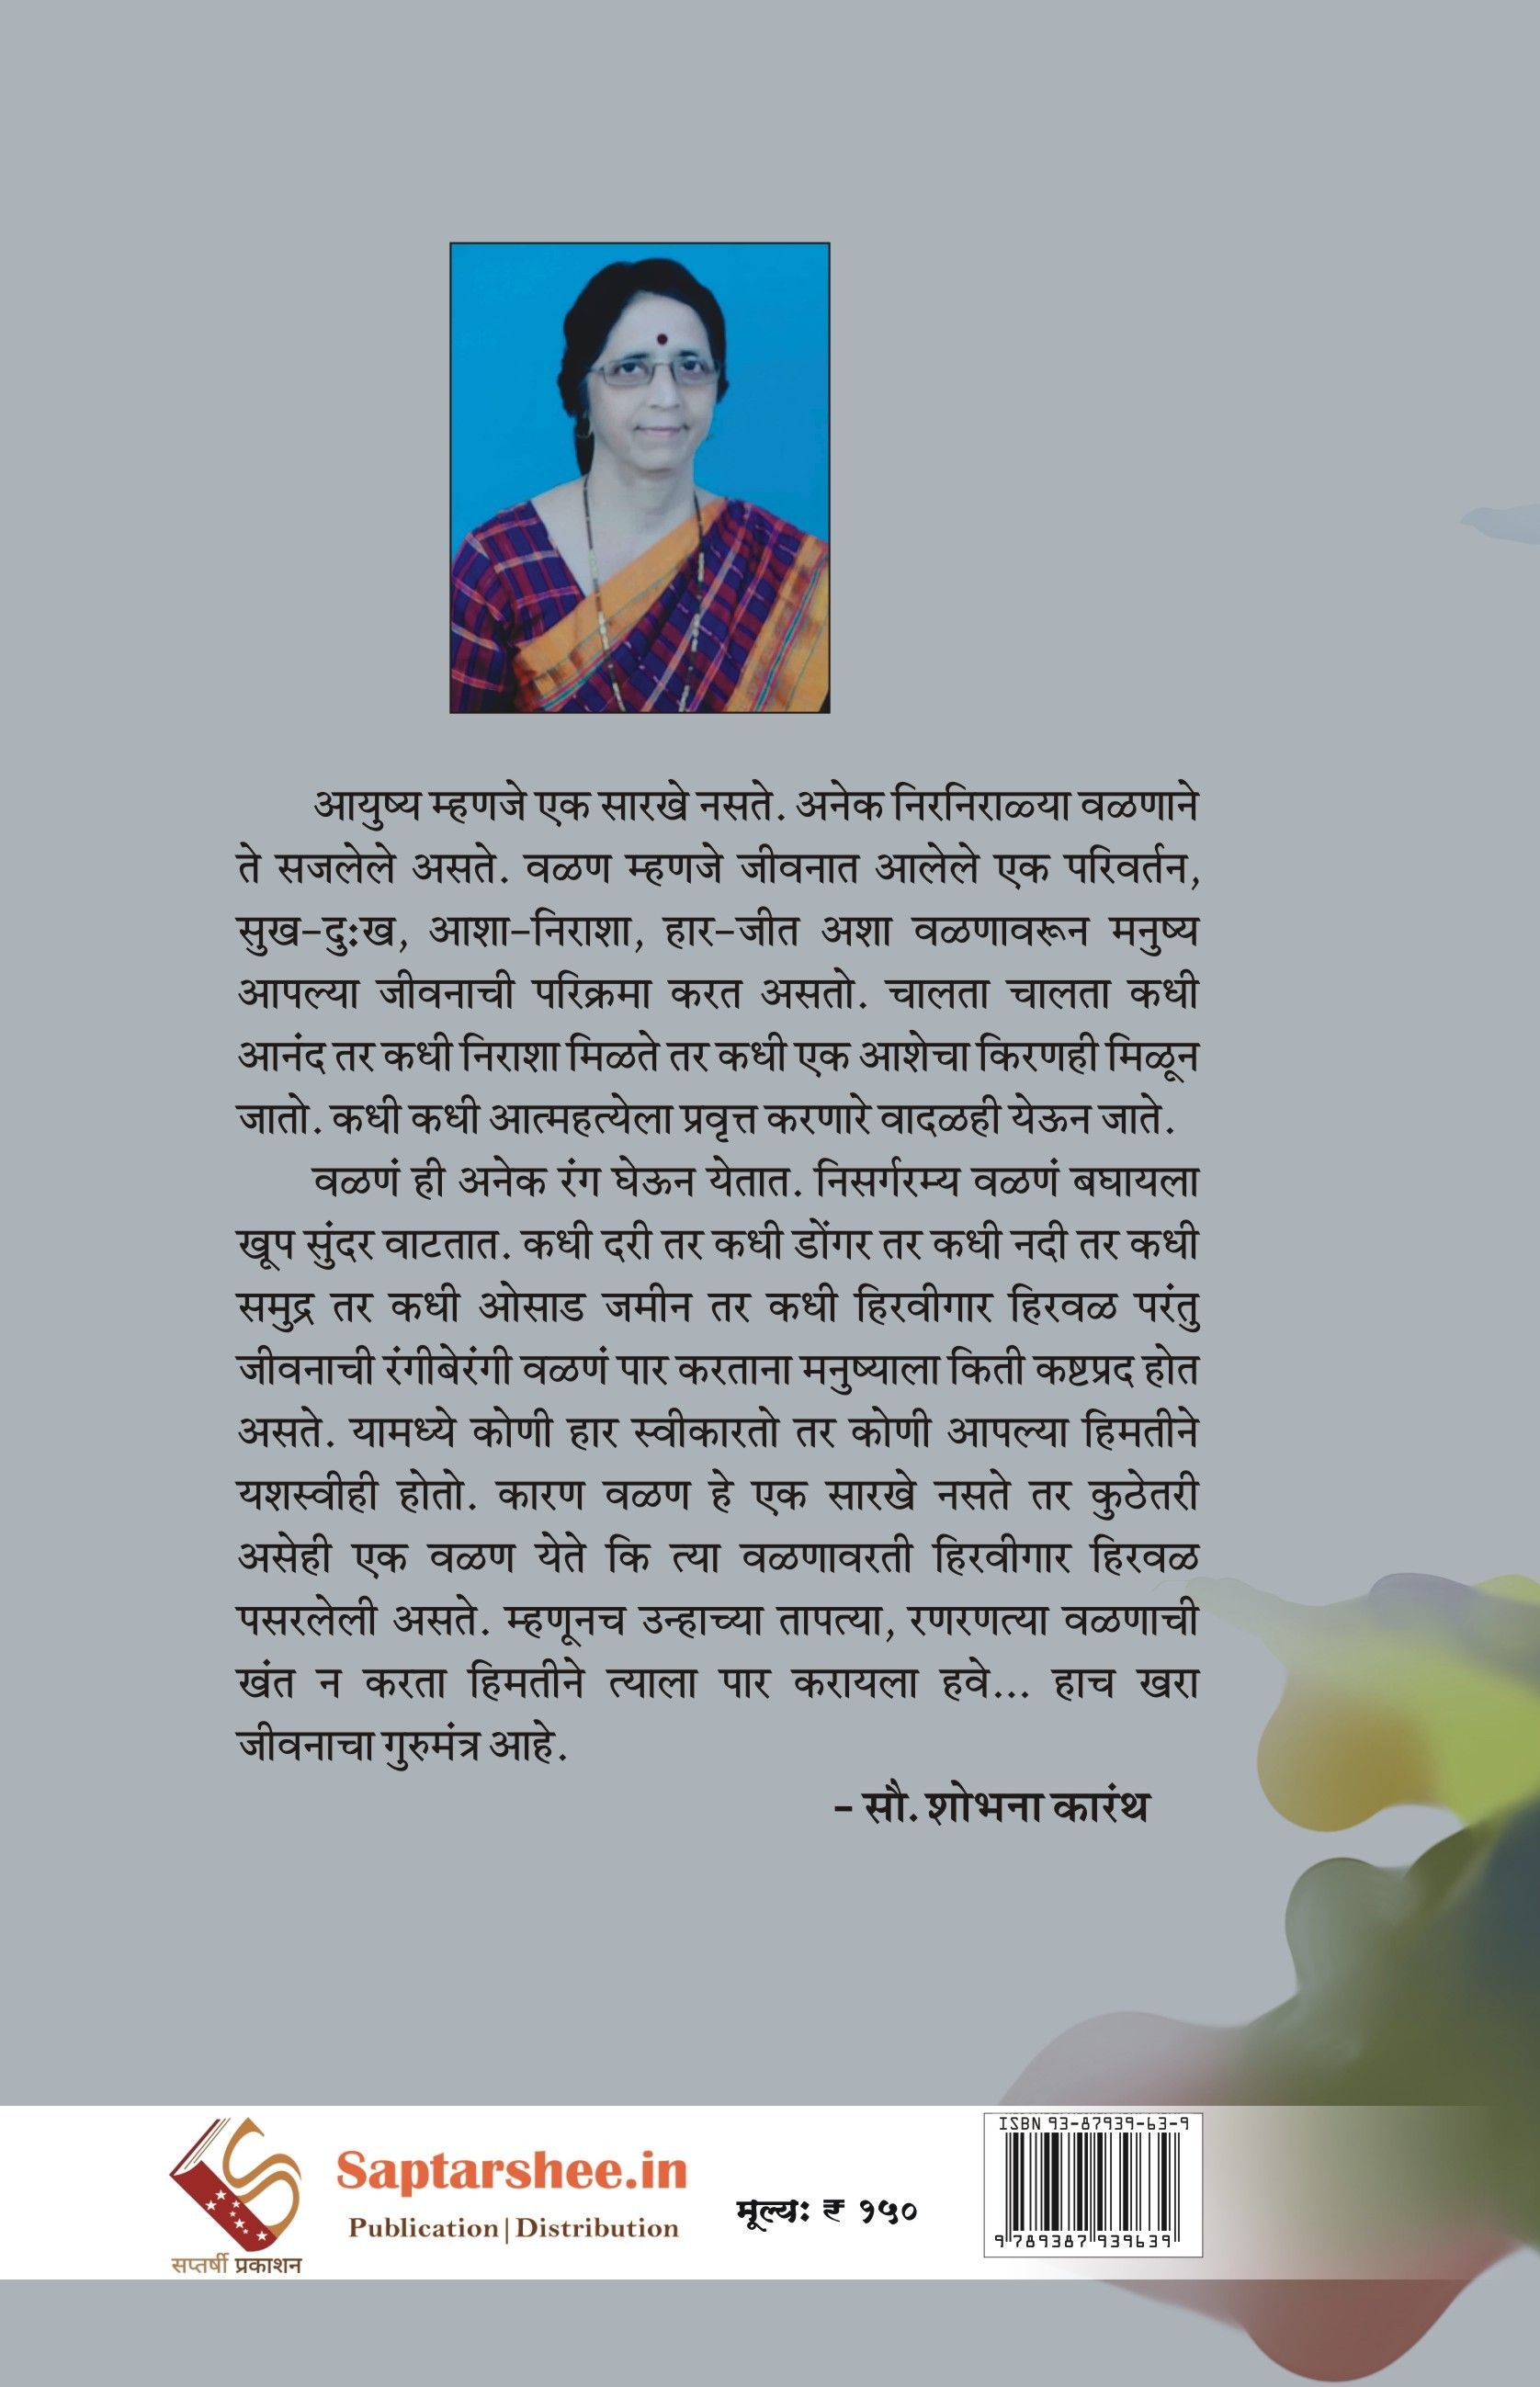 आयुष्य म्हणजे एक सारखे नसते. अनेक निरनिराळ्या वळणाने
ते सजलेले असते. वळण म्हणजे जीवनात आलेले एक परिवर्तन,
सुख-दुःख, आशा-निराशा, हार-जीत अशा वळणावरून मनुष्य
आपल्या जीवनाची परिक्रमा करत असतो. चालता चालता कधी
आनंद तर कधी निराशा मिळते तर कधी एक आशेचा किरणही मिळून
जातो. कधी कधी आत्महत्येला प्रवृत्त करणारे वादळही येऊन जाते.
वळणं ही अनेक रंग घेऊन येतात. निसर्गरम्य वळणं बघायला
खूप सुंदर वाटतात. कधी दरी तर कधी डोंगर तर कधी नदी तर कधी
समुद्र तर कधी ओसाड जमीन तर कधी हिरवीगार हिरवळ परंतु
जीवनाची रंगीबेरंगी वळणं पार करताना मनुष्याला किती कष्टप्रद होत
असते. यामध्ये कोणी हार स्वीकारतो तर कोणी आपल्या हिमतीने
यशस्वीही होतो. कारण वळण हे एक सारखे नसते तर कुठेतरी
असेही एक वळण येते कि त्या वळणावरती हिरवीगार हिरवळ
पसरलेली असते. म्हणूनच उन्हाच्या तापत्या, रणरणत्या वळणाची
खंत न करता हिमतीने त्याला पार करायला हवे... हाच खरा
जीवनाचा गुरुमंत्र आहे.
- सौ. शोभना कारंथ
सप्तर्षी प्रकाशन
Saptarshee.in
Publication|Distribution
मूल्यः ₹ १५०
ISBN 93-87939-63-9
9 789387 939639